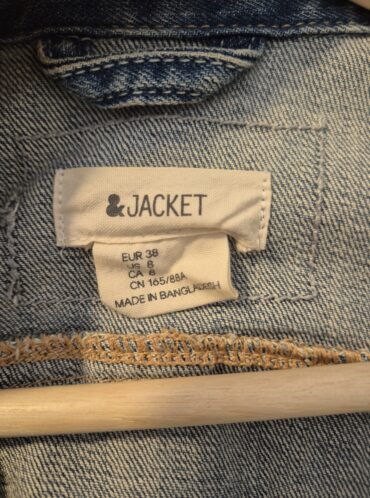 &JACKET
EUR 38
US 8
CA 8
CN 165/88A
MADE IN BANGLADESH